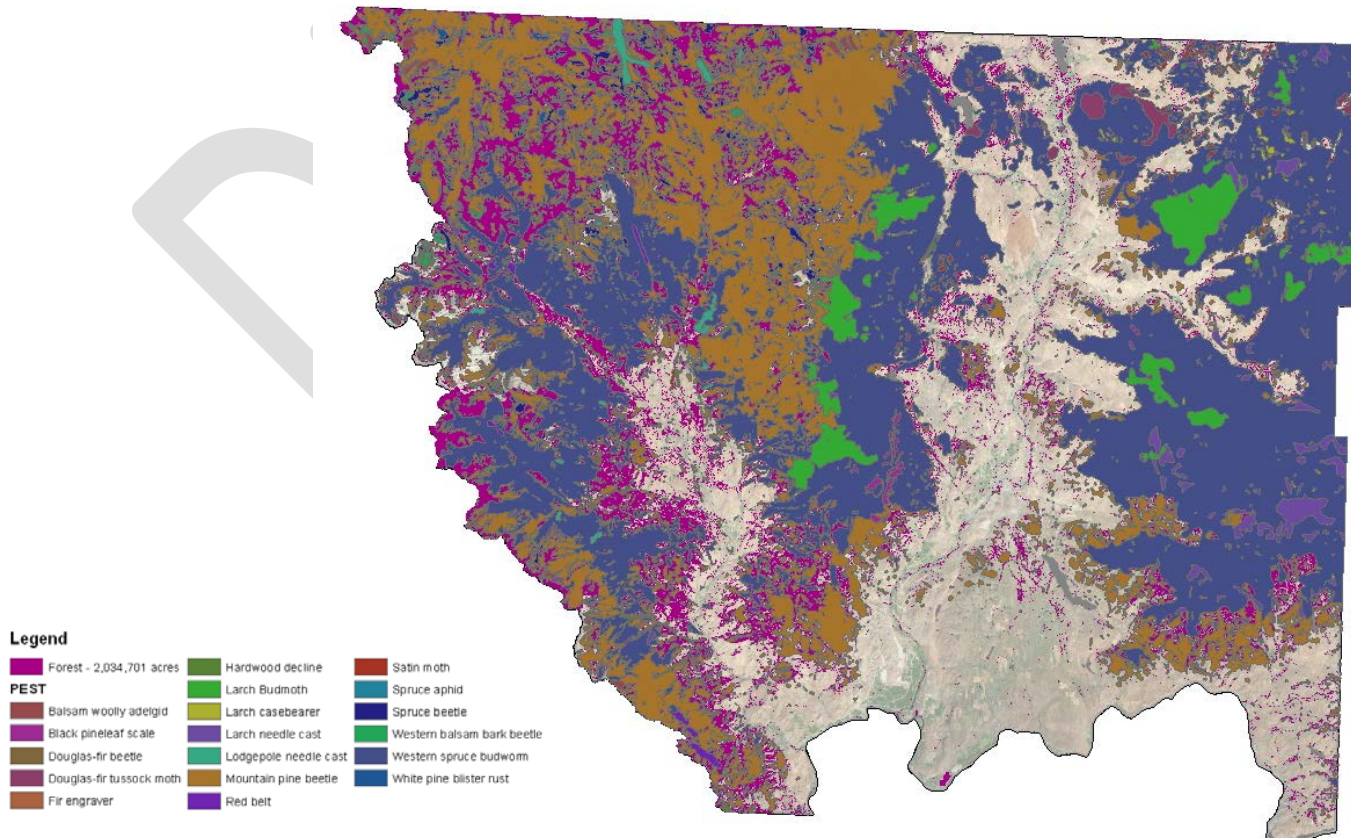 Legend
Forest - 2,034,701 acres
PEST
Balsam woolly adelgid
Black pineleaf scale
Douglas-fir beetle
Douglas-fir tussock moth
Fir engraver
Hardwood decline
Larch Budmoth
Larch casebearer
Larch needle cast
Lodgepole needle cast
Mountain pine beetle
Red belt
Satin moth
Spruce aphid
Spruce beetle
Western balsam bark beetle
Western spruce budworm
White pine blister rust